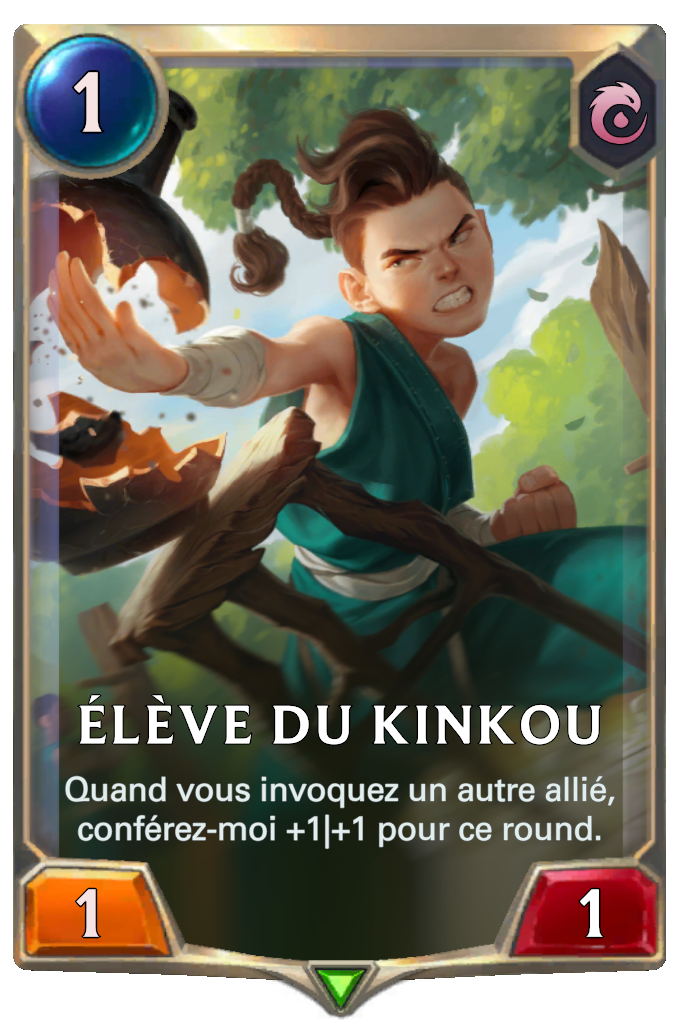 1
ÉLÈVE DU KINKOU
Quand vous invoquez un autre allié,
conférez-moi +1|+1 pour ce round.
1
1